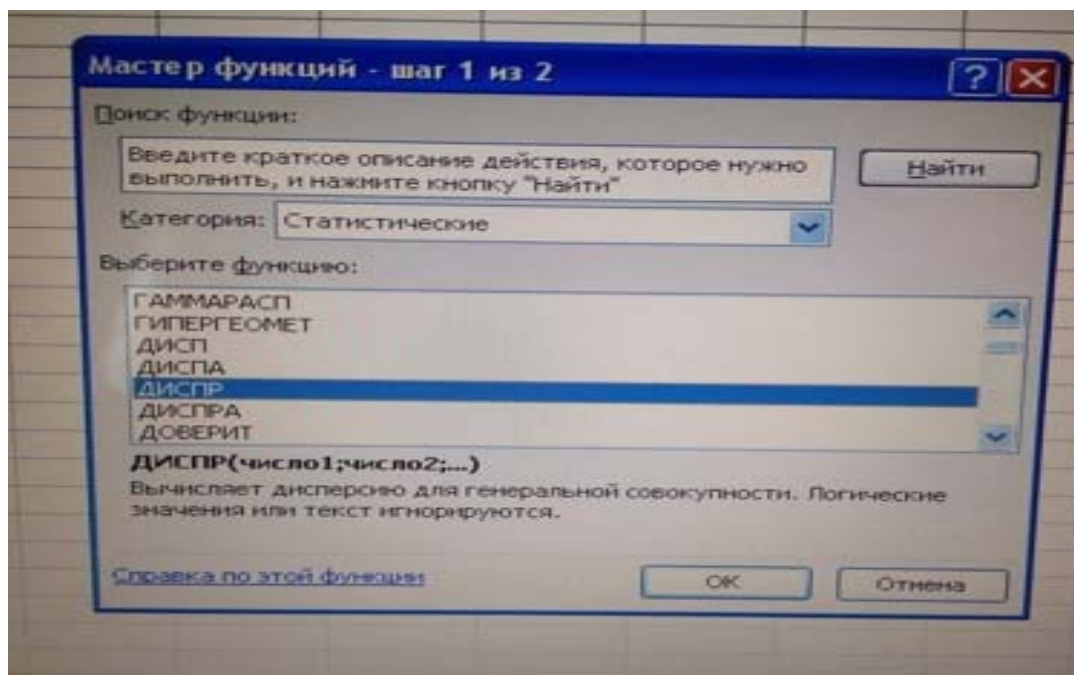 Мастер функций - шаг 1 из 2
Поиск функции:
Введите краткое описание действия, которое нужно
выполнить, и нажмите кнопку "Найти"
Найти
Категория: Статистические
Выберите функцию:
ГАММАРАСП
ГИПЕРГЕОМЕТ
ДИСП
ДИСПА
ДИСПР
ДИСПРА
ДОВЕРИТ
ДИСПР(число1;число2;...)
Вычисляет дисперсию для генеральной совокупности. Логические
значения или текст игнорируются.
Справка по этой функции
ОК
Отмена